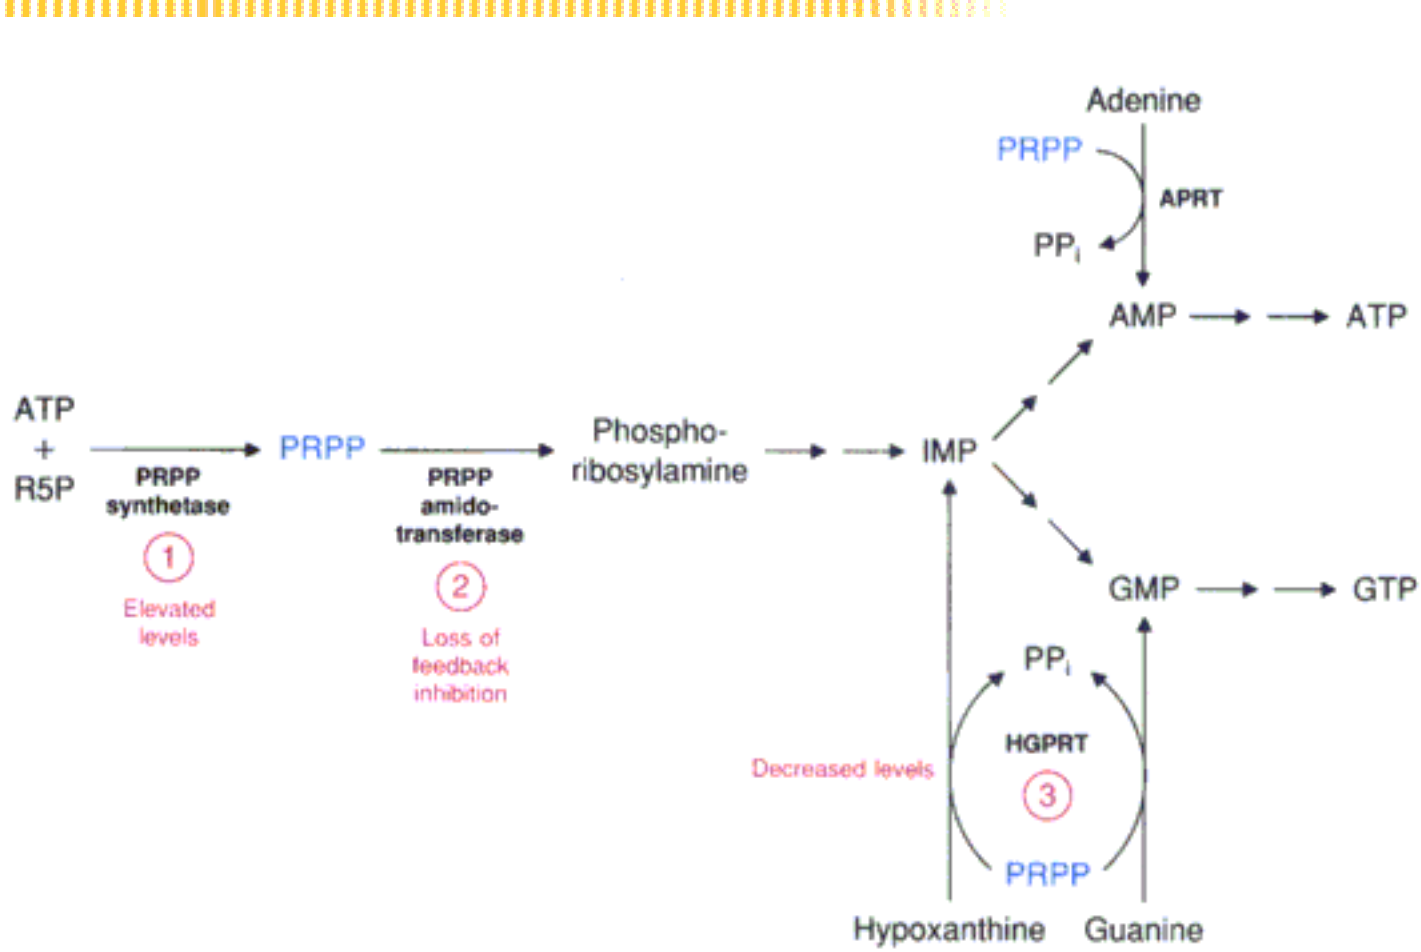 Adenine
PRPP
APRT
PPi
AMP
ATP
ATP
+
R5P
PRPP
synthetase
1
Elevated
levels
PRPP
PRPP
amido-
transferase
2
Loss of
feedback
inhibition
Phospho-
ribosylamine
IMP
GMP
GTP
PPi
HGPRT
Decreased levels
3
PRPP
Hypoxanthine
Guanine